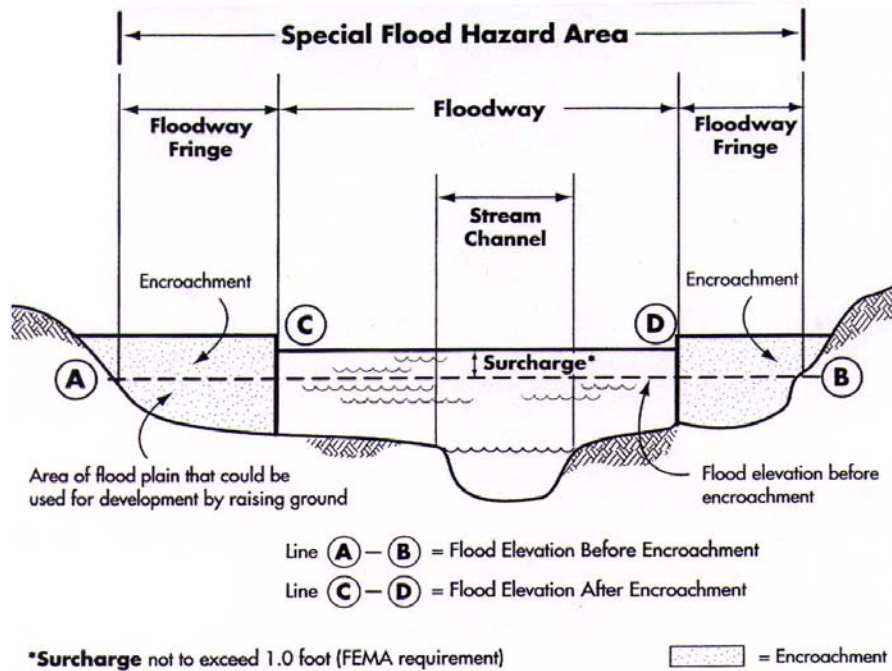 Special Flood Hazard Area
Floodway
Fringe
Floodway
Floodway
Fringe
Stream
Channel
Encroachment
Encroachment
C
D
Surcharge*
A
B
Area of flood plain that could be
used for development by raising ground
Flood elevation before
encroachment
Line A – B = Flood Elevation Before Encroachment
Line C – D = Flood Elevation After Encroachment
*Surcharge not to exceed 1.0 foot (FEMA requirement)
= Encroachment